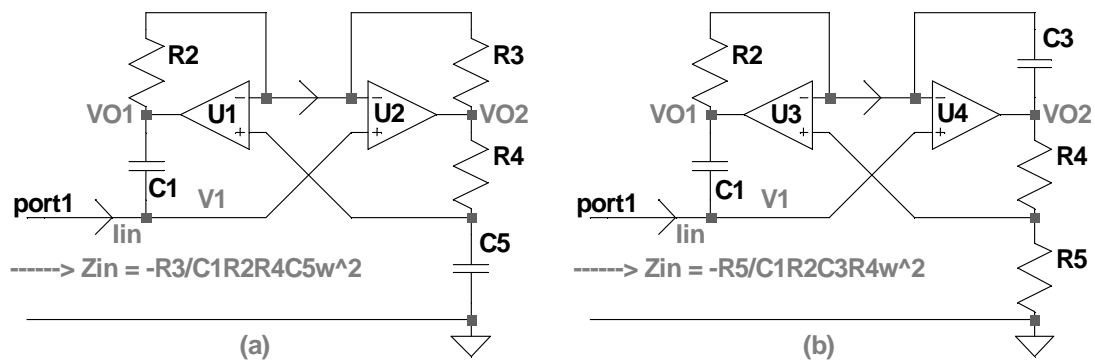 R2
R3
U1
U2
VO1
VO2
C1
R4
port1
V1
Iin
C5
------> Zin = -R3/C1R2R4C5w^2
(a)
R2
C3
U3
U4
VO1
VO2
C1
R4
port1
V1
Iin
R5
------> Zin = -R5/C1R2C3R4w^2
(b)